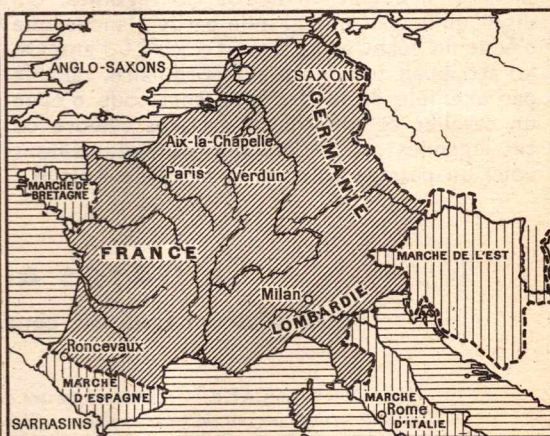 ANGLO-SAXONS
SAXONS
GERMANIE
Aix-la-Chapelle
Paris
Verdun
MARCHE DE
BRETAGNE
FRANCE
MARCHE DE L'EST
Milan
LOMBARDIE
Roncevaux
MARCHE
D'ESPAGNE
MARCHE
Rome
D'ITALIE
SARRASINS